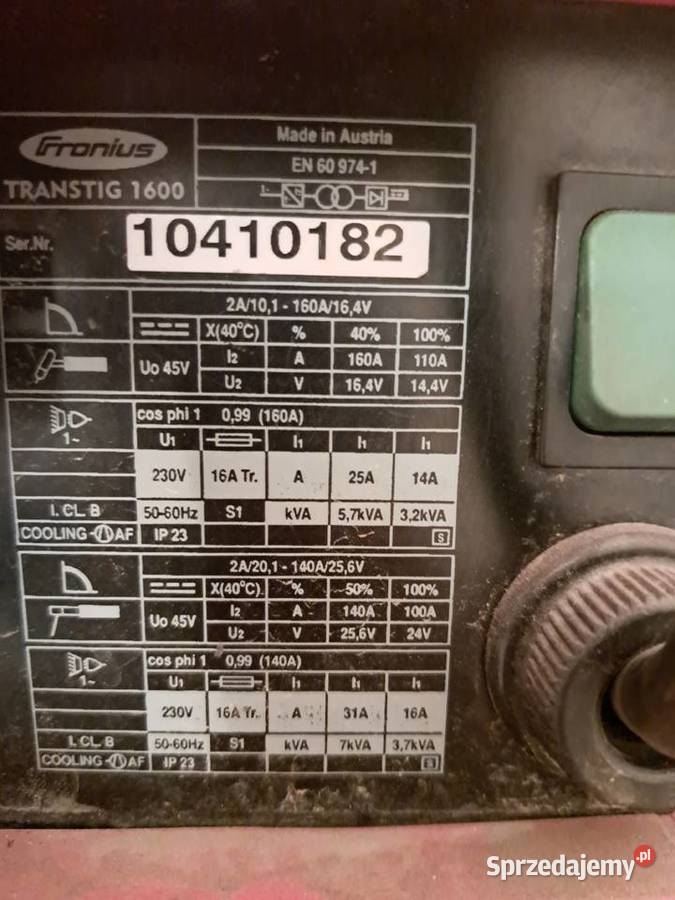 Fronius
Made in Austria
EN 60 974-1
TRANSTIG 1600
1~
Ser.Nr. 10410182
2A/10,1 - 160A/16,4V
X(40°C) % 40% 100%
Uo 45V
I2 A 160A 110A
U2 V 16,4V 14,4V
1~
cos phi 1 0,99 (160A)
U1 I1 I1 I1
230V 16A Tr. A 25A 14A
I. CL. B 50-60Hz S1 kVA 5,7kVA 3,2kVA
COOLING AF IP 23 S
2A/20,1 - 140A/25,6V
X(40°C) % 50% 100%
Uo 45V
I2 A 140A 100A
U2 V 25,6V 24V
1~
cos phi 1 0,99 (140A)
U1 I1 I1 I1
230V 16A Tr. A 31A 16A
I. CL. B 50-60Hz S1 kVA 7kVA 3,7kVA
COOLING AF IP 23 S
Sprzedajemy.pl